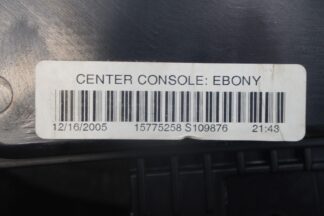 CENTER CONSOLE: EBONY
12/16/2005 15775258 S109876 21:43